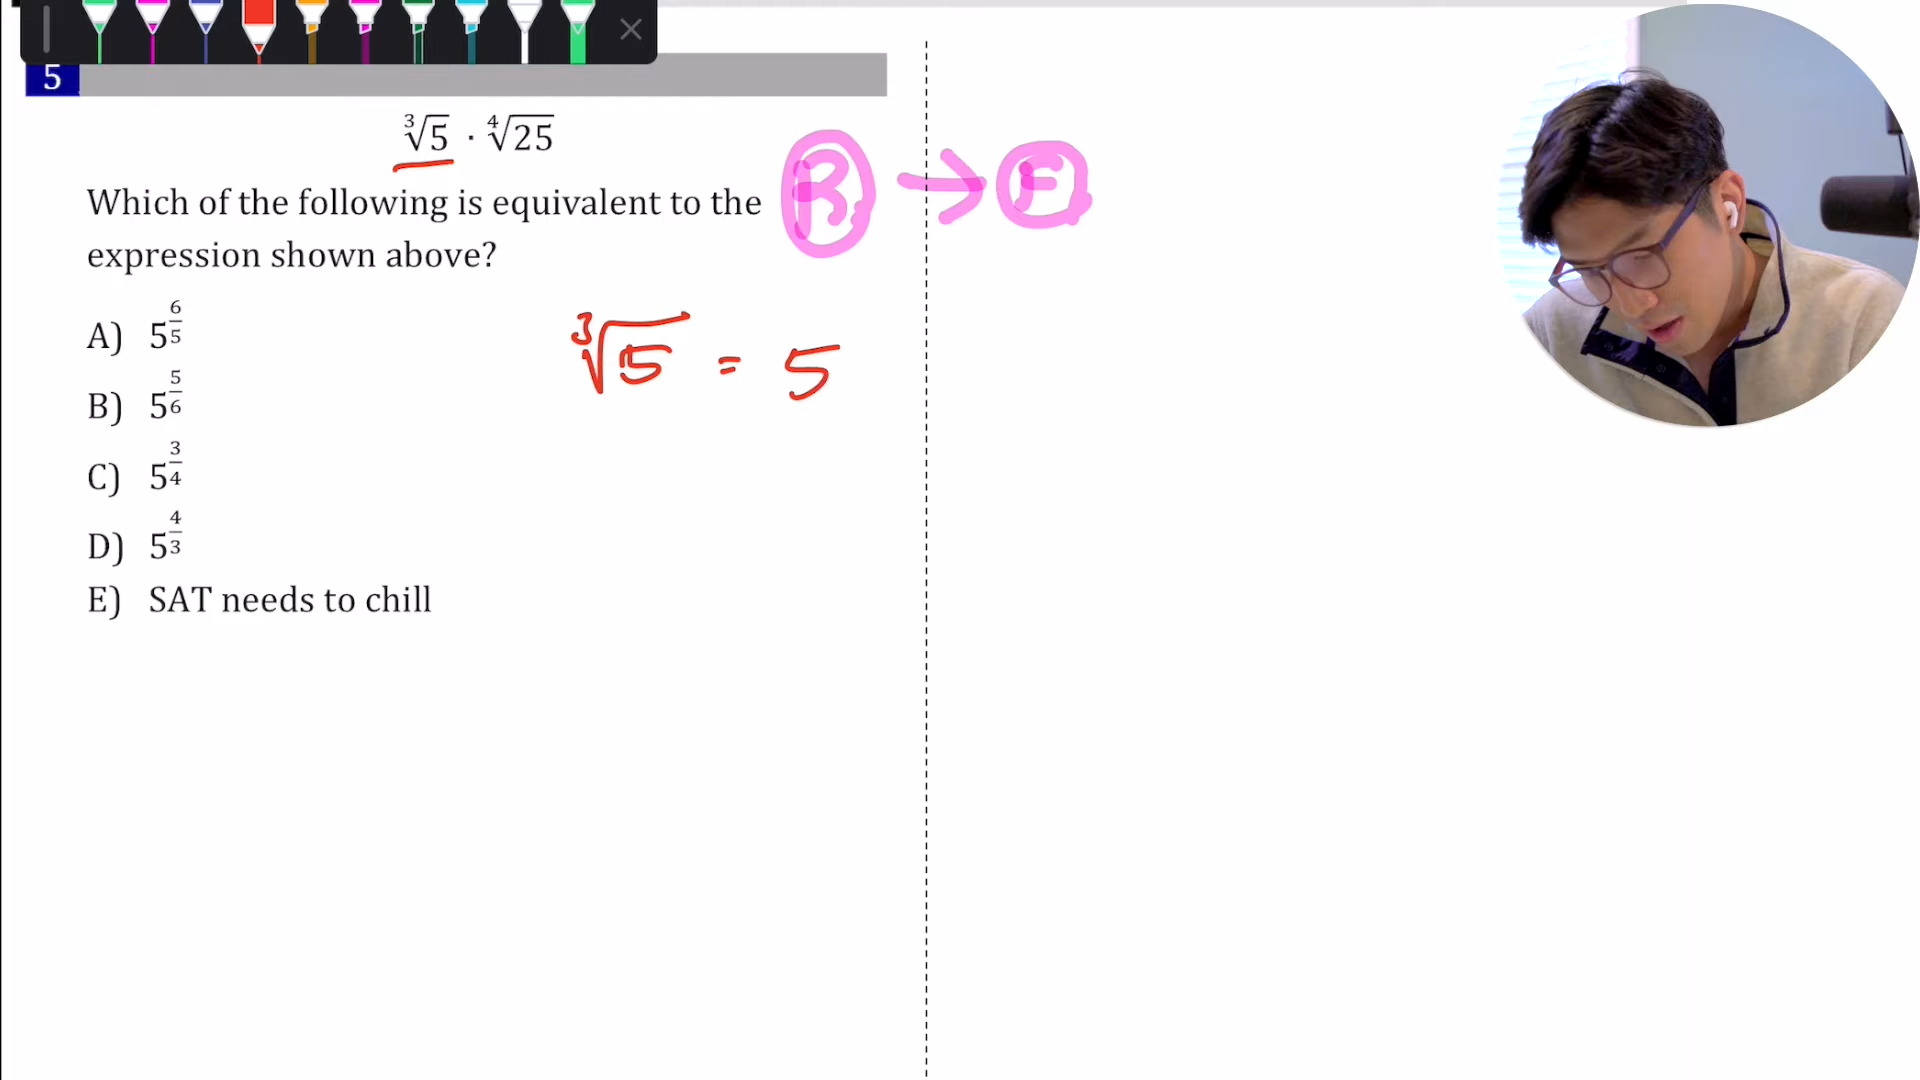 5
∛5 · ∜25
Which of the following is equivalent to the
expression shown above?
R → E
A) 5^(6/5)
B) 5^(5/6)
C) 5^(3/4)
D) 5^(4/3)
E) SAT needs to chill
∛5 = 5